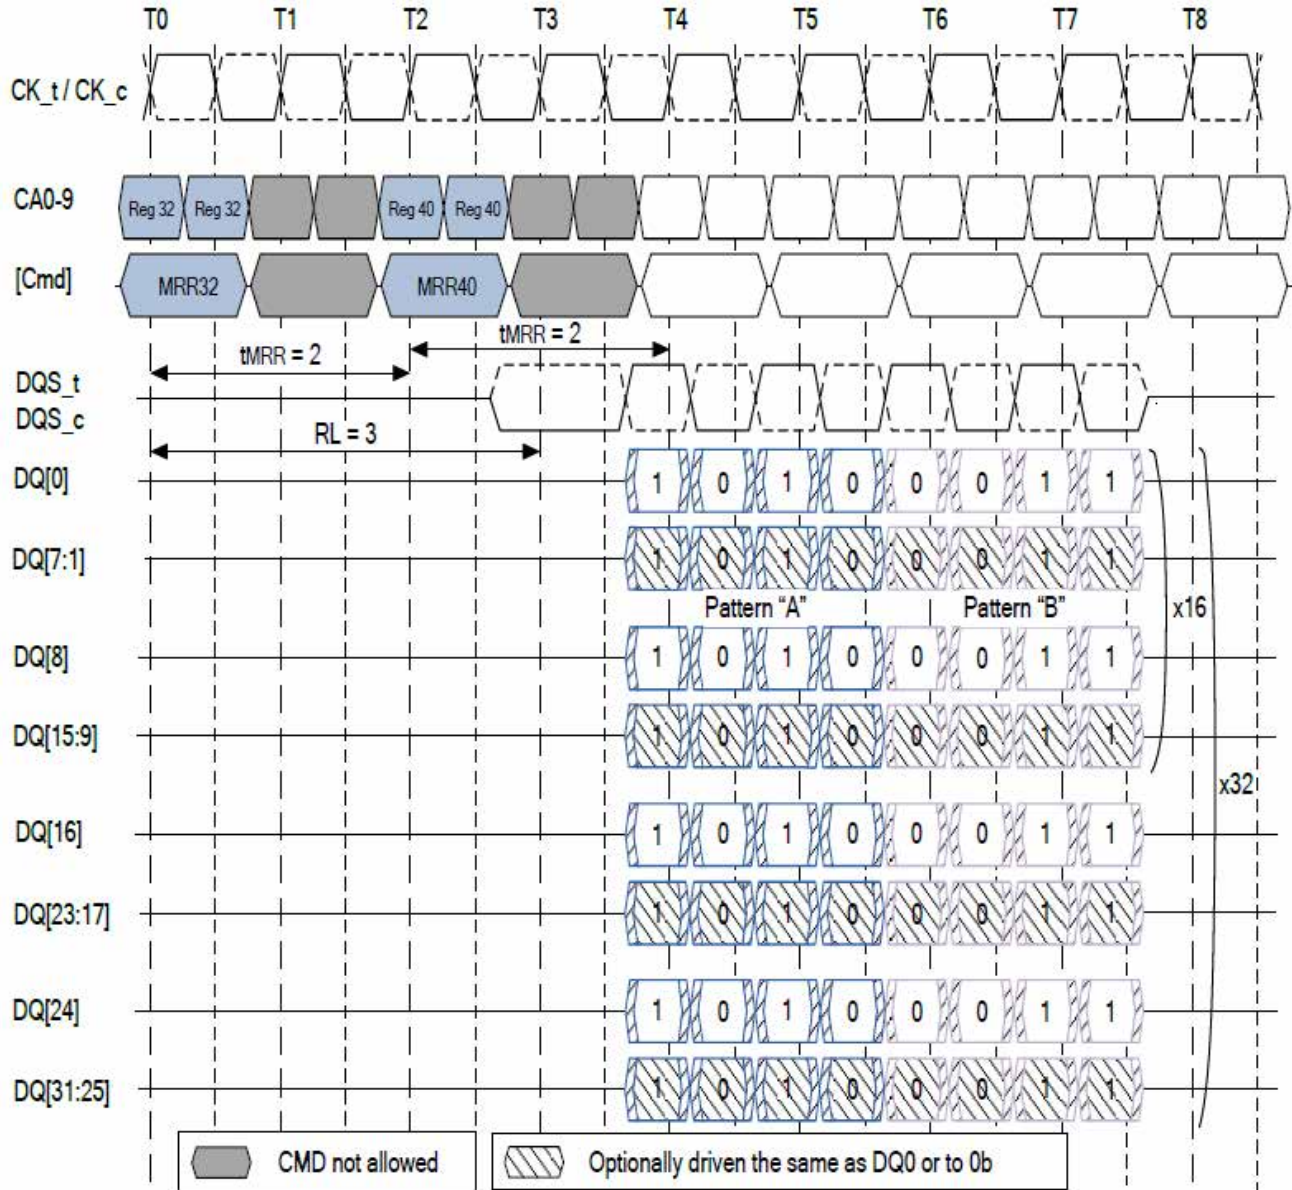 T0 T1 T2 T3 T4 T5 T6 T7 T8
CK_t / CK_c
CA0-9 Reg 32 Reg 32 Reg 40 Reg 40
[Cmd] MRR32 MRR40
tMRR = 2 tMRR = 2
DQS_t
DQS_c
RL = 3
DQ[0] 1 0 1 0 0 0 1 1
DQ[7:1] 1 0 1 0 0 0 1 1
Pattern “A” Pattern “B” x16
DQ[8] 1 0 1 0 0 0 1 1
DQ[15:9] 1 0 1 0 0 0 1 1
x32
DQ[16] 1 0 1 0 0 0 1 1
DQ[23:17] 1 0 1 0 0 0 1 1
DQ[24] 1 0 1 0 0 0 1 1
DQ[31:25] 1 0 1 0 0 0 1 1
CMD not allowed Optionally driven the same as DQ0 or to 0b